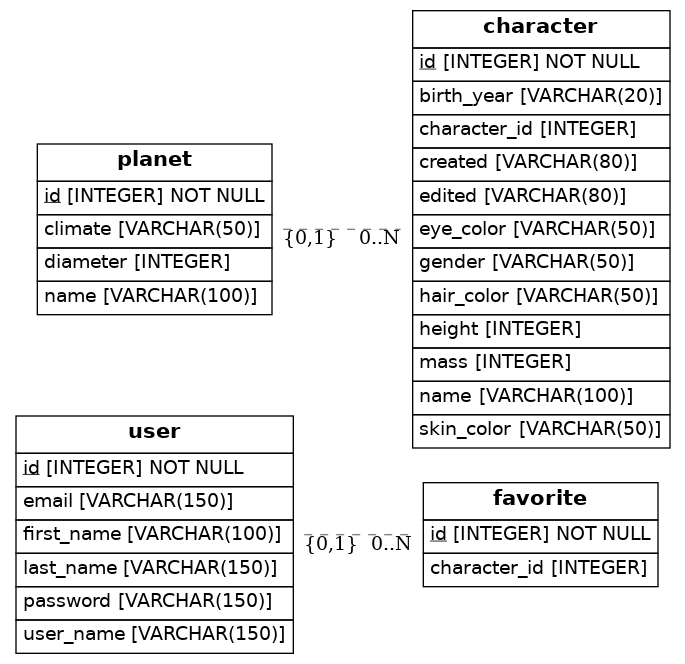 planet
id [INTEGER] NOT NULL
climate [VARCHAR(50)]
diameter [INTEGER]
name [VARCHAR(100)]
{0,1} 0..N
character
id [INTEGER] NOT NULL
birth_year [VARCHAR(20)]
character_id [INTEGER]
created [VARCHAR(80)]
edited [VARCHAR(80)]
eye_color [VARCHAR(50)]
gender [VARCHAR(50)]
hair_color [VARCHAR(50)]
height [INTEGER]
mass [INTEGER]
name [VARCHAR(100)]
skin_color [VARCHAR(50)]
user
id [INTEGER] NOT NULL
email [VARCHAR(150)]
first_name [VARCHAR(100)]
last_name [VARCHAR(150)]
password [VARCHAR(150)]
user_name [VARCHAR(150)]
{0,1} 0..N
favorite
id [INTEGER] NOT NULL
character_id [INTEGER]